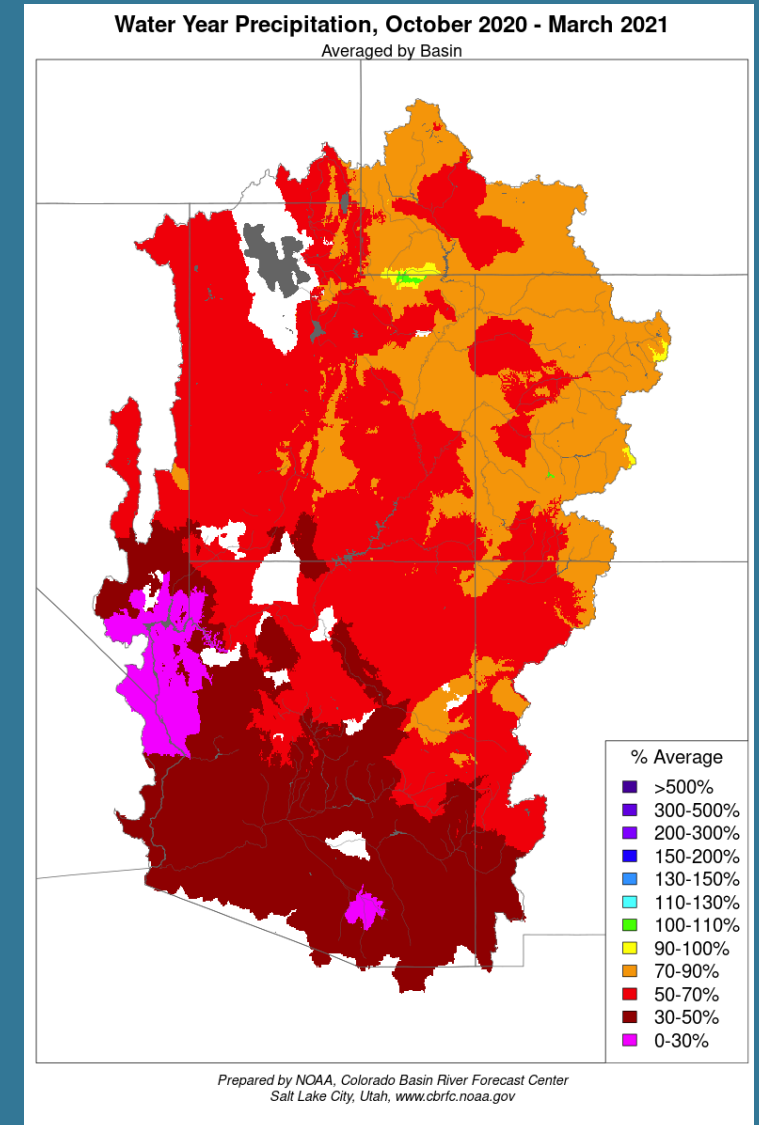 Water Year Precipitation, October 2020 - March 2021
Averaged by Basin
% Average
>500%
300-500%
200-300%
150-200%
130-150%
110-130%
100-110%
90-100%
70-90%
50-70%
30-50%
0-30%
Prepared by NOAA, Colorado Basin River Forecast Center
Salt Lake City, Utah, www.cbrfc.noaa.gov